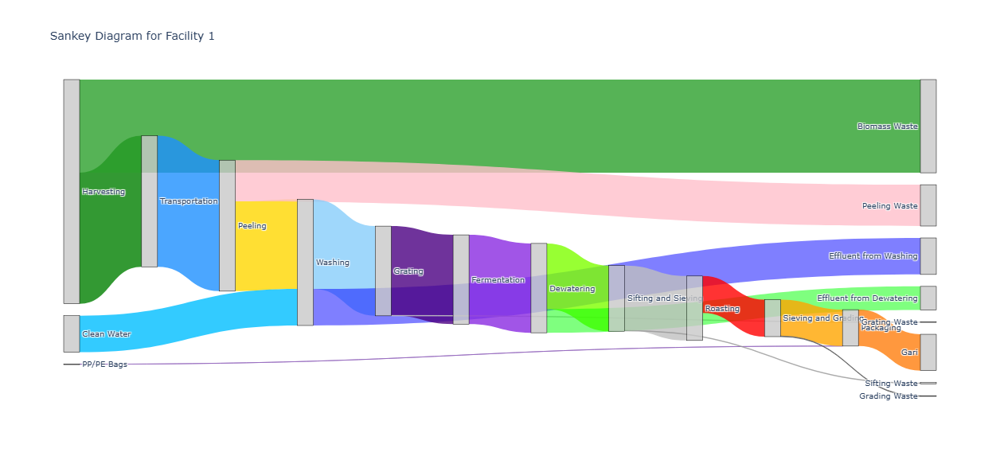 Sankey Diagram for Facility 1
Biomass Waste
Harvesting
Transportation
Peeling Waste
Peeling
Effluent from Washing
Washing
Grating
Fermentation
Dewatering
Sifting and Sieving
Effluent from Dewatering
Roasting
Sieving and Grading
Grating Waste
Packaging
Clean Water
Gari
PP/PE Bags
Sifting Waste
Grading Waste